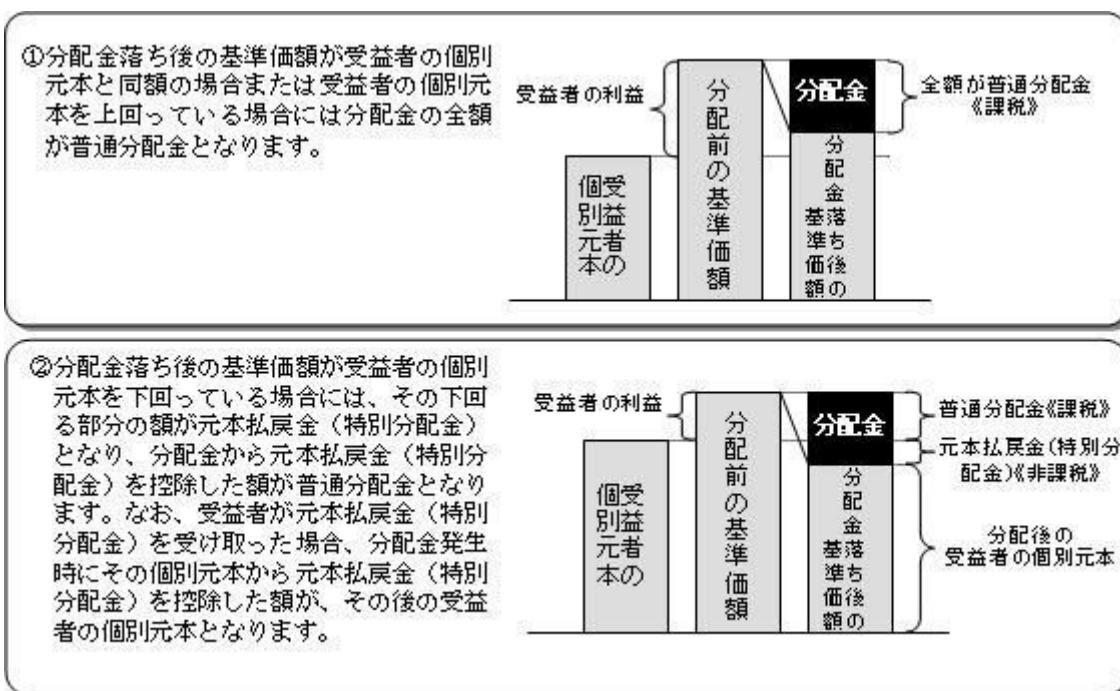 ①分配金落ち後の基準価額が受益者の個別
元本と同額の場合または受益者の個別元
本を上回っている場合には分配金の全額
が普通分配金となります。
受益者の利益
受益者の
個別元本
分配前の基準価額
分配金
分配金落ち後の
基準価額
全額が普通分配金
《課税》
②分配金落ち後の基準価額が受益者の個別
元本を下回っている場合には、その下回
る部分の額が元本払戻金(特別分配金)
となり、分配金から元本払戻金(特別分
配金)を控除した額が普通分配金となり
ます。なお、受益者が元本払戻金(特別
分配金)を受け取った場合、分配金発生
時にその個別元本から元本払戻金(特別
分配金)を控除した額が、その後の受益
者の個別元本となります。
受益者の利益
受益者の
個別元本
分配前の基準価額
分配金
分配金落ち後の
基準価額
普通分配金《課税》
元本払戻金(特別分
配金)《非課税》
分配後の
受益者の個別元本